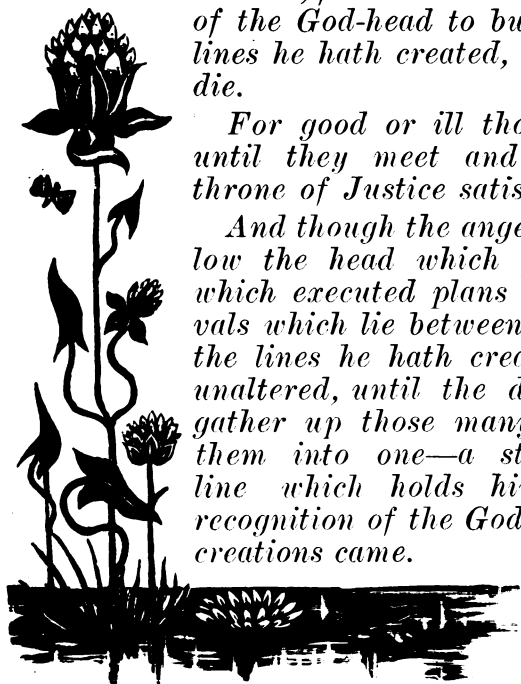 of the God-head to bu
lines he hath created,
die.
For good or ill tho
until they meet and
throne of Justice satis
And though the ange
low the head which
which executed plans
vals which lie between
the lines he hath crea
unaltered, until the d
gather up those many
them into one—a st
line which holds hi
recognition of the God
creations came.